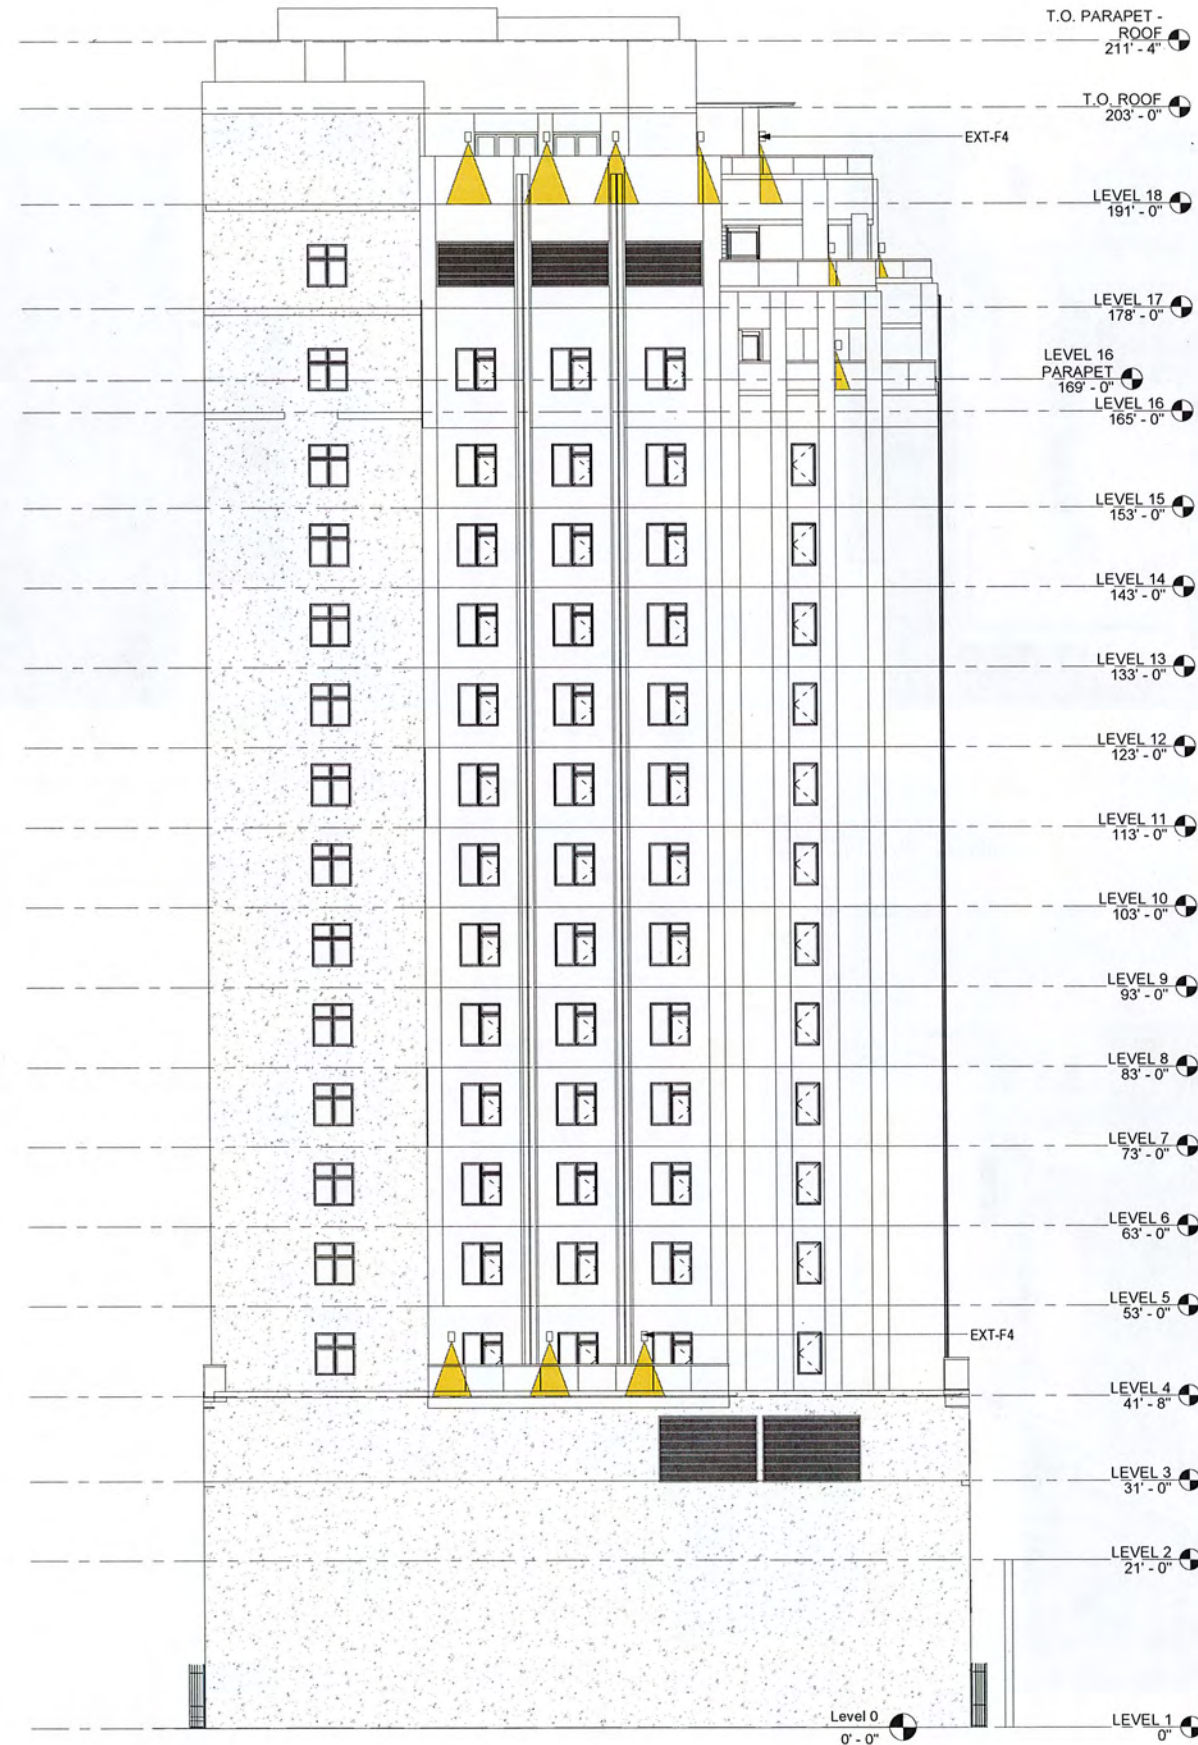 T.O. PARAPET -
ROOF
211' - 4"
T.O. ROOF
203' - 0"
EXT-F4
LEVEL 18
191' - 0"
LEVEL 17
178' - 0"
LEVEL 16
PARAPET
169' - 0"
LEVEL 16
165' - 0"
LEVEL 15
153' - 0"
LEVEL 14
143' - 0"
LEVEL 13
133' - 0"
LEVEL 12
123' - 0"
LEVEL 11
113' - 0"
LEVEL 10
103' - 0"
LEVEL 9
93' - 0"
LEVEL 8
83' - 0"
LEVEL 7
73' - 0"
LEVEL 6
63' - 0"
LEVEL 5
53' - 0"
EXT-F4
LEVEL 4
41' - 8"
LEVEL 3
31' - 0"
LEVEL 2
21' - 0"
Level 0
0' - 0"
LEVEL 1
0"